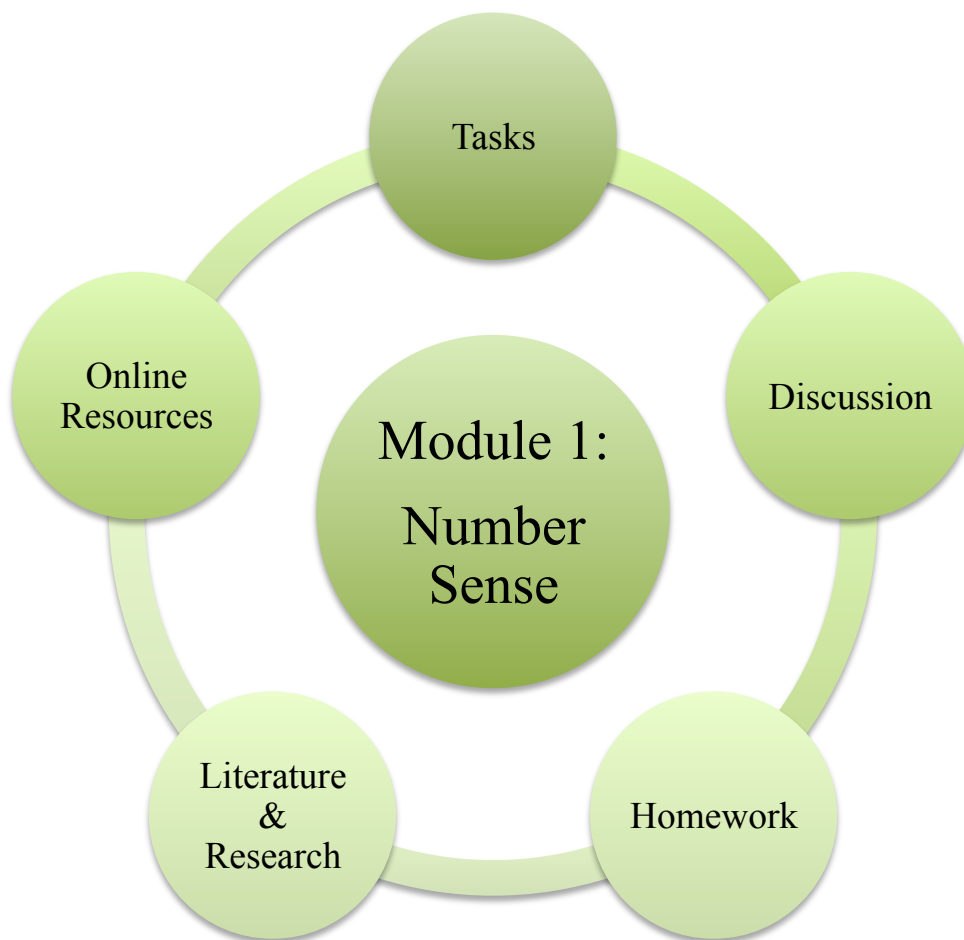 Tasks
Online
Resources
Discussion
Module 1:
Number
Sense
Literature
&
Research
Homework